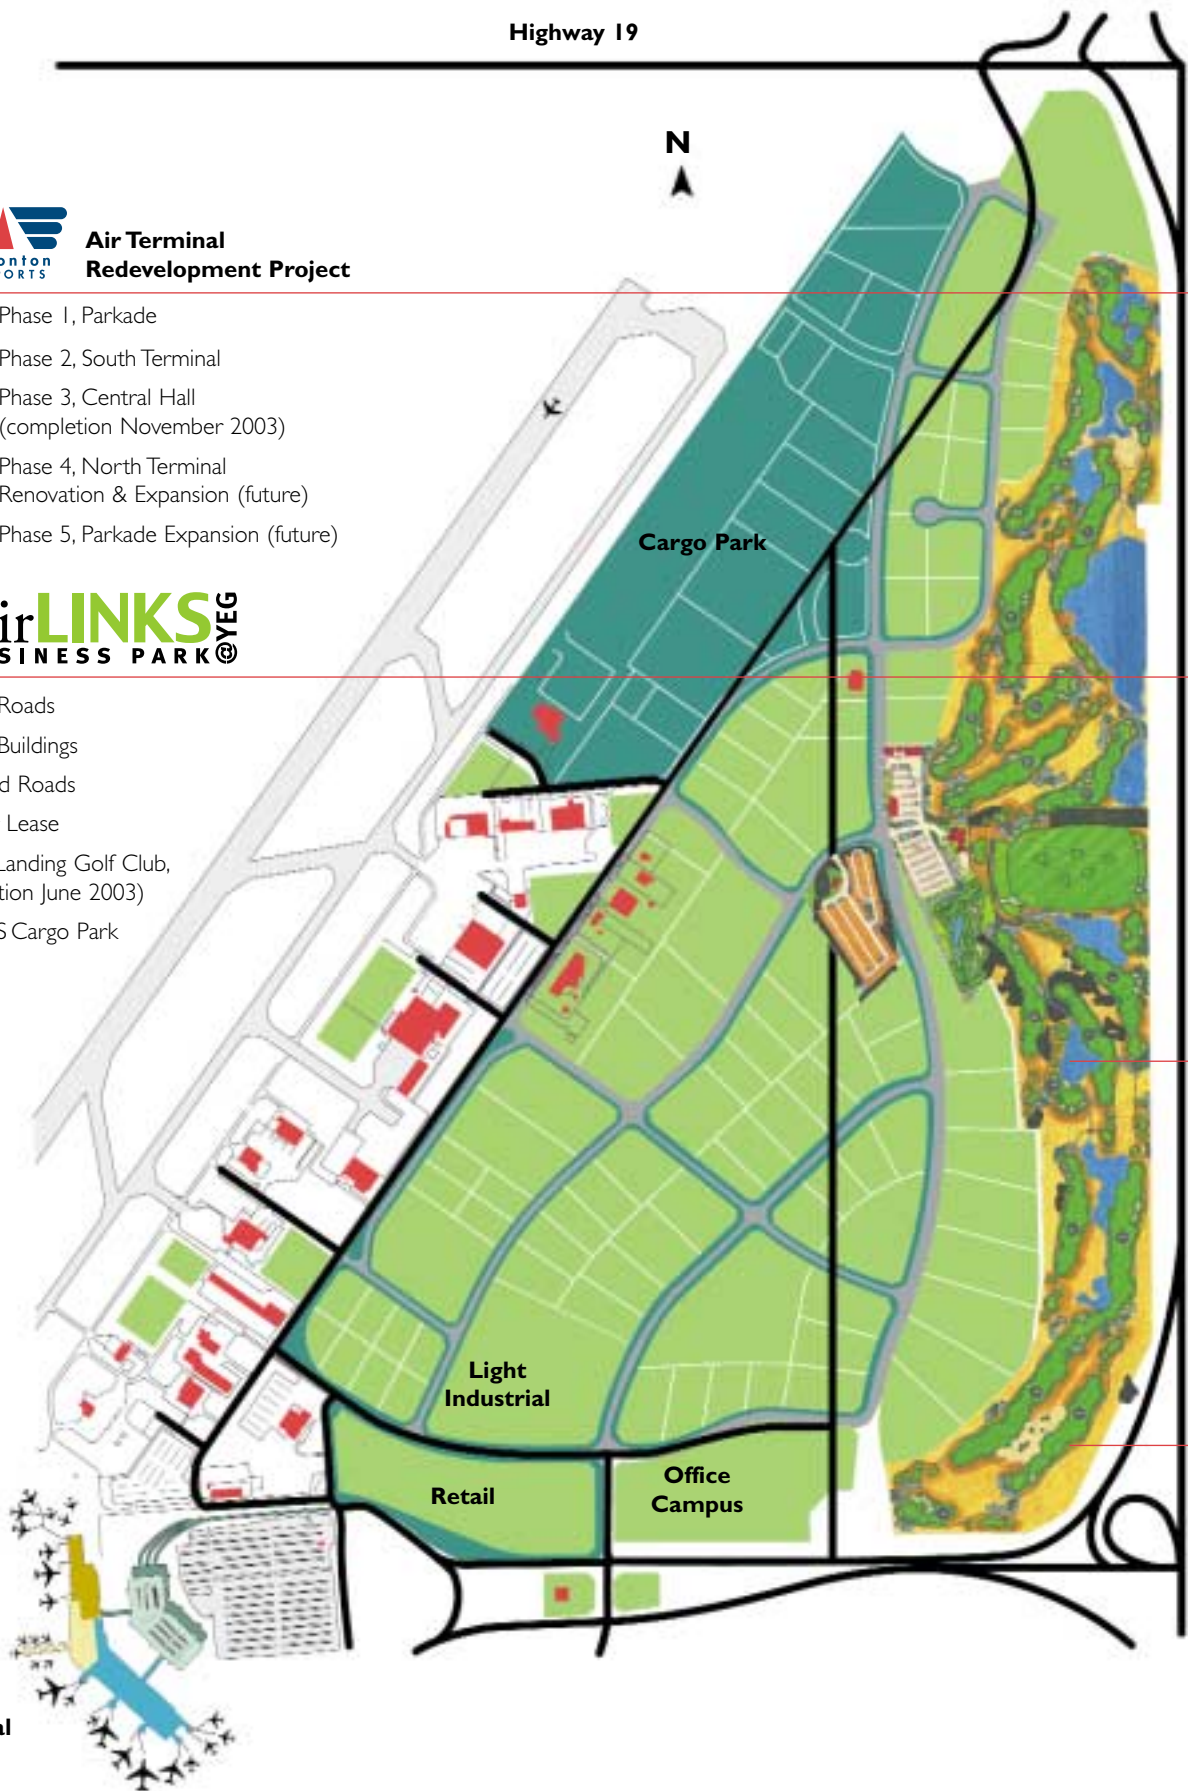 Highway 19
N
Air Terminal
Redevelopment Project
onton
PORTS
Phase 1, Parkade
Phase 2, South Terminal
Phase 3, Central Hall
(completion November 2003)
Phase 4, North Terminal
Renovation & Expansion (future)
Phase 5, Parkade Expansion (future)
irLINKS @YEG
SINESS PARK
Roads
Buildings
d Roads
Lease
Landing Golf Club,
tion June 2003)
S Cargo Park
Cargo Park
Light
Industrial
Retail
Office
Campus
al